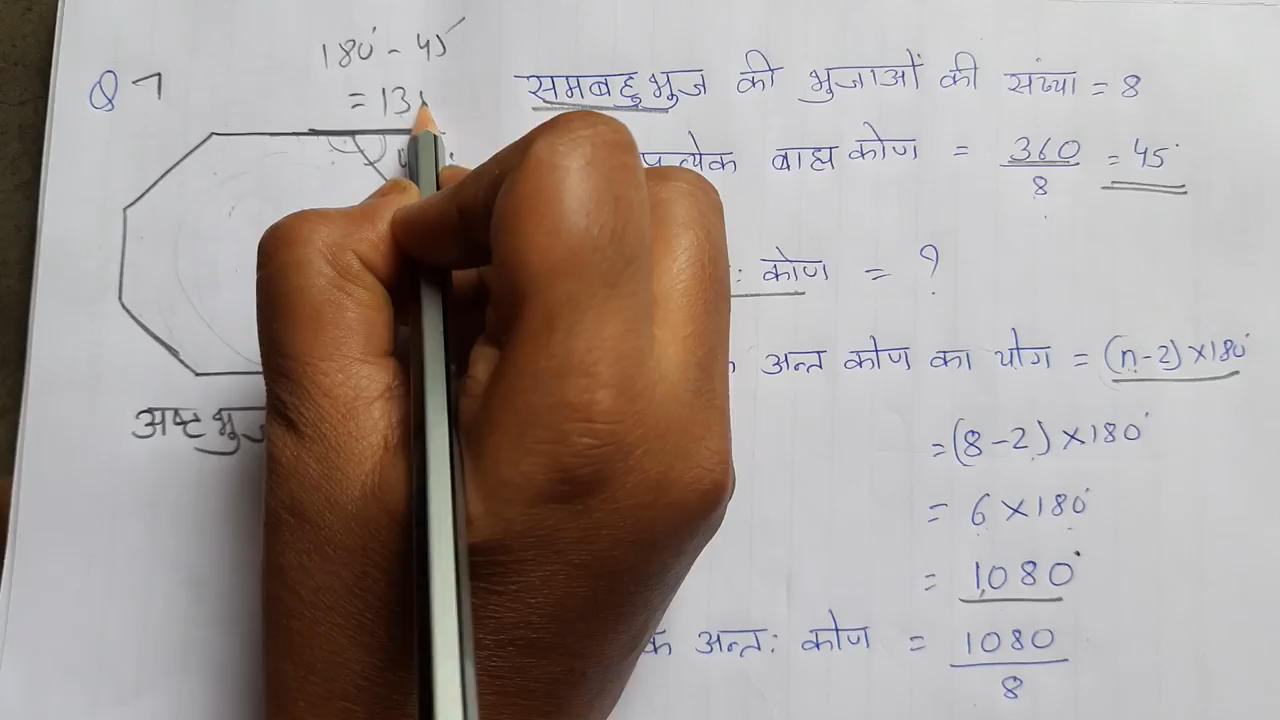 Q 7
180° - 45°
= 13
समबहुभुज की भुजाओं की संख्या = 8
प्रत्येक बाह्य कोण = 360/8 = 45°
: कोण = ?
अन्त कोण का योग = (n-2) × 180°
= (8-2) × 180°
= 6 × 180°
= 1080°
अन्त: कोण = 1080/8
अष्टभुज